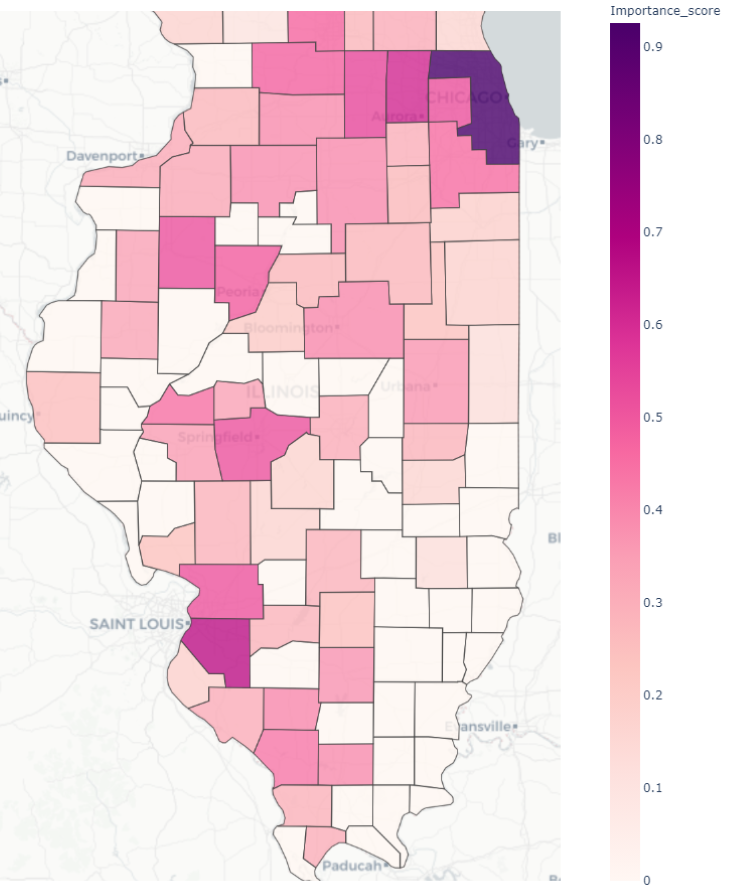 Importance_score
0.9
0.8
0.7
0.6
0.5
0.4
0.3
0.2
0.1
0
CHICAGO
Aurora
Gary
Davenport
Peoria
Bloomington
ILLINOIS
Urbana
uincy
Springfield
Bl
SAINT LOUIS
Evansville
Paducah